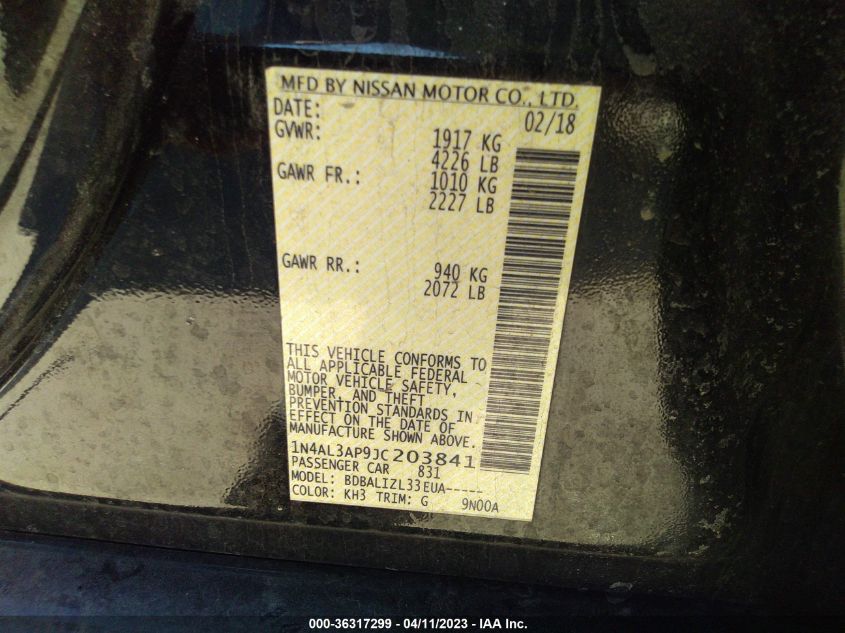 MFD BY NISSAN MOTOR CO., LTD.
DATE: 02/18
GVWR: 1917 KG
4226 LB
GAWR FR.: 1010 KG
2227 LB
GAWR RR.: 940 KG
2072 LB
THIS VEHICLE CONFORMS TO
ALL APPLICABLE FEDERAL
MOTOR VEHICLE SAFETY,
BUMPER, AND THEFT
PREVENTION STANDARDS IN
EFFECT ON THE DATE OF
MANUFACTURE SHOWN ABOVE.
1N4AL3AP9JC203841
PASSENGER CAR 831
MODEL: BDBALIZL33EUA-----
COLOR: KH3 TRIM: G 9N00A
000-36317299 - 04/11/2023 - IAA Inc.